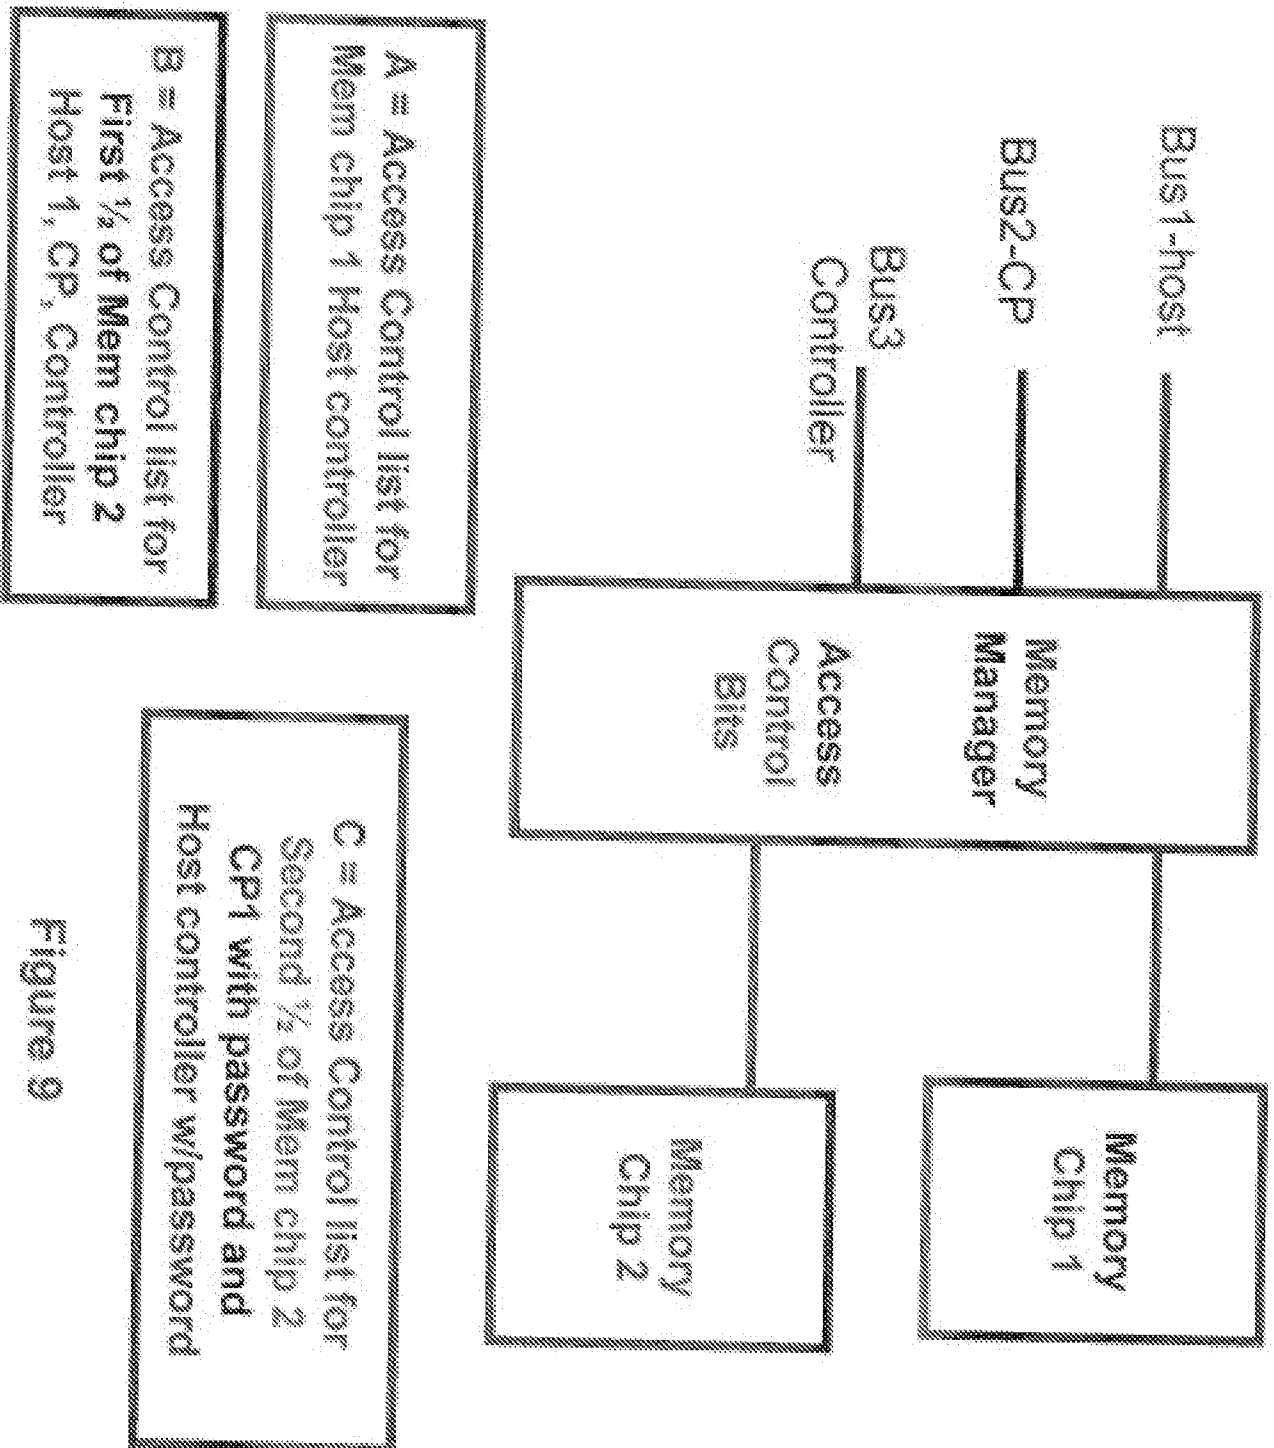 Bus1-host
Bus2-CP
Bus3
Controller
Memory
Manager
Access
Control
Bits
Memory
Chip 1
Memory
Chip 2
A = Access Control list for
Mem chip 1 Host controller
B = Access Control list for
First ½ of Mem chip 2
Host 1, CP, Controller
C = Access Control list for
Second ½ of Mem chip 2
CP1 with password and
Host controller w/password
Figure 9